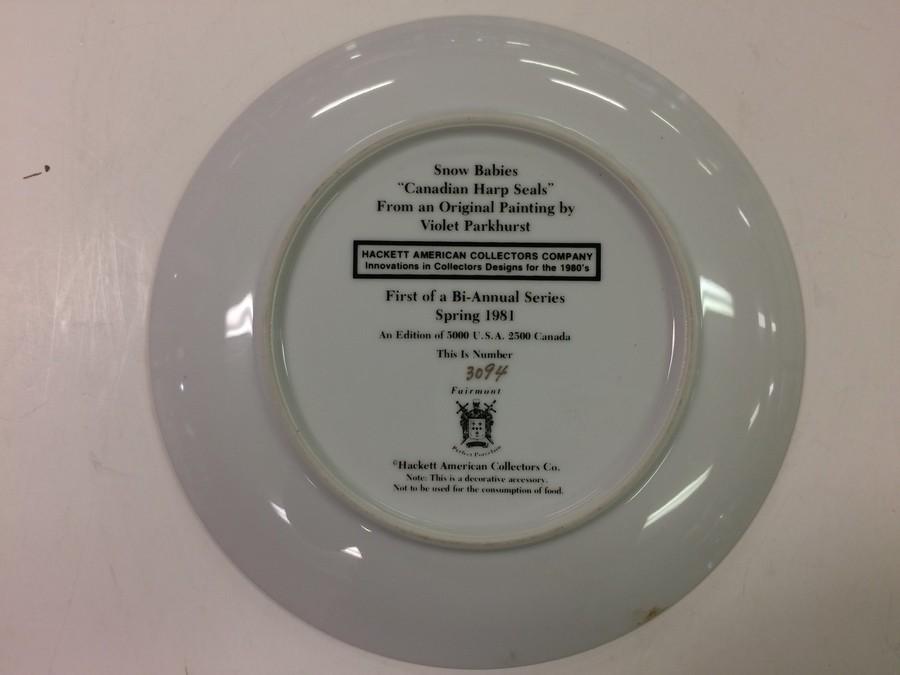 Snow Babies
"Canadian Harp Seals"
From an Original Painting by
Violet Parkhurst
HACKETT AMERICAN COLLECTORS COMPANY
Innovations in Collectors Designs for the 1980's
First of a Bi-Annual Series
Spring 1981
An Edition of 5000 U.S.A. 2500 Canada
This Is Number
3094
Fairmont
Perfect Porcelain
©Hackett American Collectors Co.
Note: This is a decorative accessory.
Not to be used for the consumption of food.